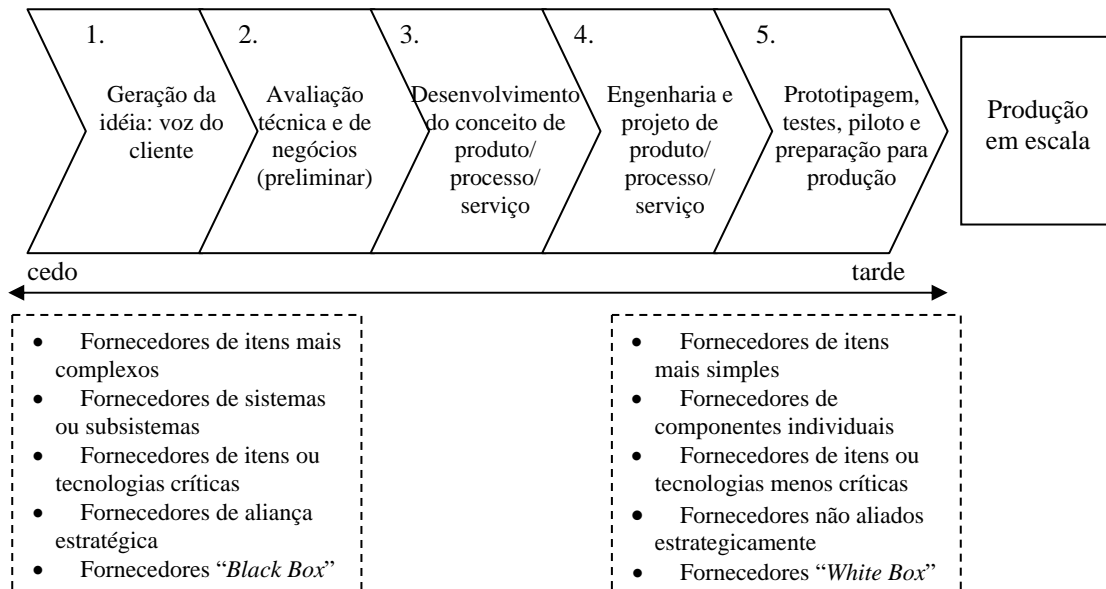 1.
Geração da
idéia: voz do
cliente
2.
Avaliação
técnica e de
negócios
(preliminar)
3.
Desenvolvimento
do conceito de
produto/
processo/
serviço
4.
Engenharia e
projeto de
produto/
processo/
serviço
5.
Prototipagem,
testes, piloto e
preparação para
produção
Produção
em escala
cedo
tarde
• Fornecedores de itens mais
complexos
• Fornecedores de sistemas
ou subsistemas
• Fornecedores de itens ou
tecnologias críticas
• Fornecedores de aliança
estratégica
• Fornecedores “Black Box”
• Fornecedores de itens
mais simples
• Fornecedores de
componentes individuais
• Fornecedores de itens ou
tecnologias menos críticas
• Fornecedores não aliados
estrategicamente
• Fornecedores “White Box”